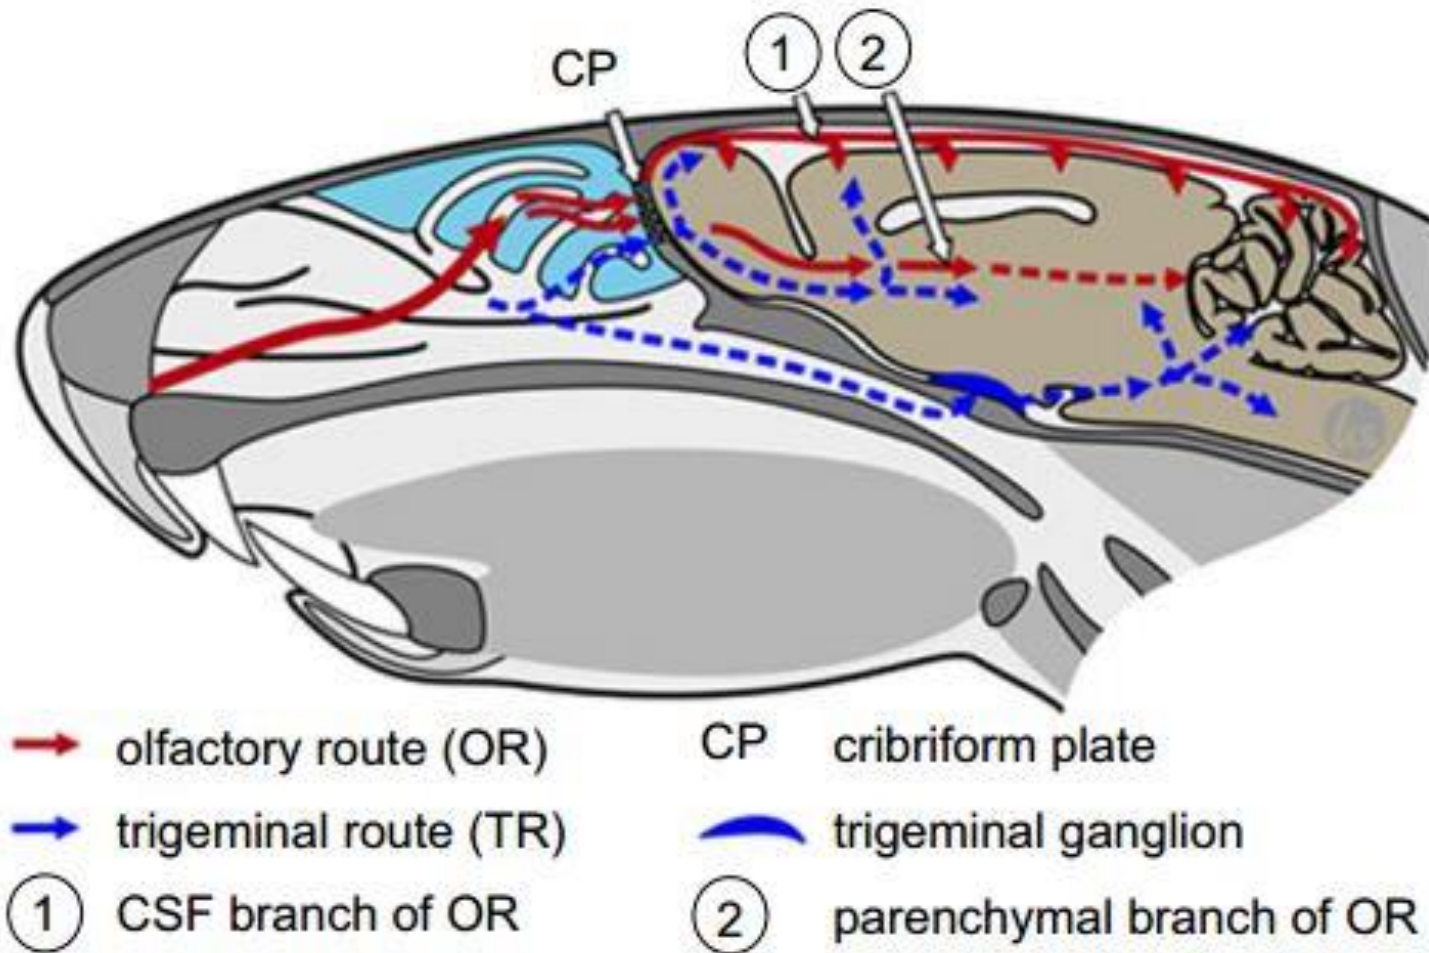 CP
1 2
olfactory route (OR)
CP cribriform plate
trigeminal route (TR)
trigeminal ganglion
1 CSF branch of OR
2 parenchymal branch of OR